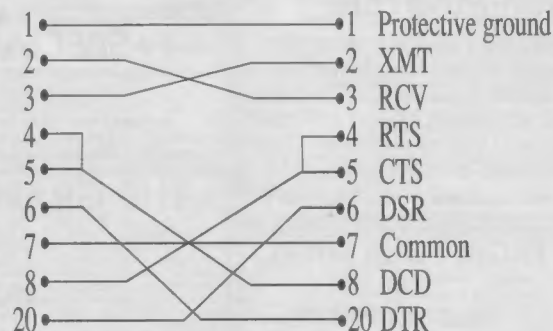 1 1 Protective ground
2 2 XMT
3 3 RCV
4 4 RTS
5 5 CTS
6 6 DSR
7 7 Common
8 8 DCD
20 20 DTR